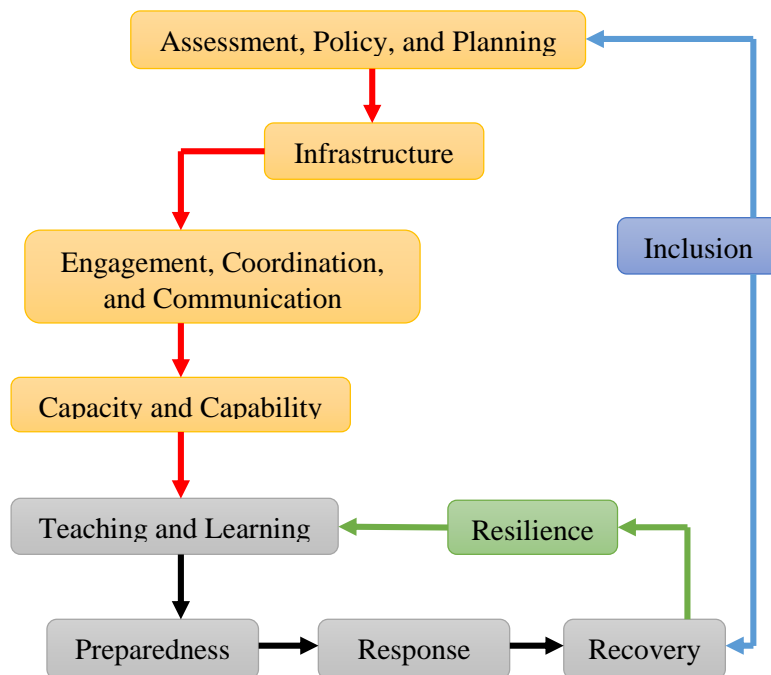 Assessment, Policy, and Planning
Infrastructure
Engagement, Coordination,
and Communication
Inclusion
Capacity and Capability
Teaching and Learning
Resilience
Preparedness
Response
Recovery